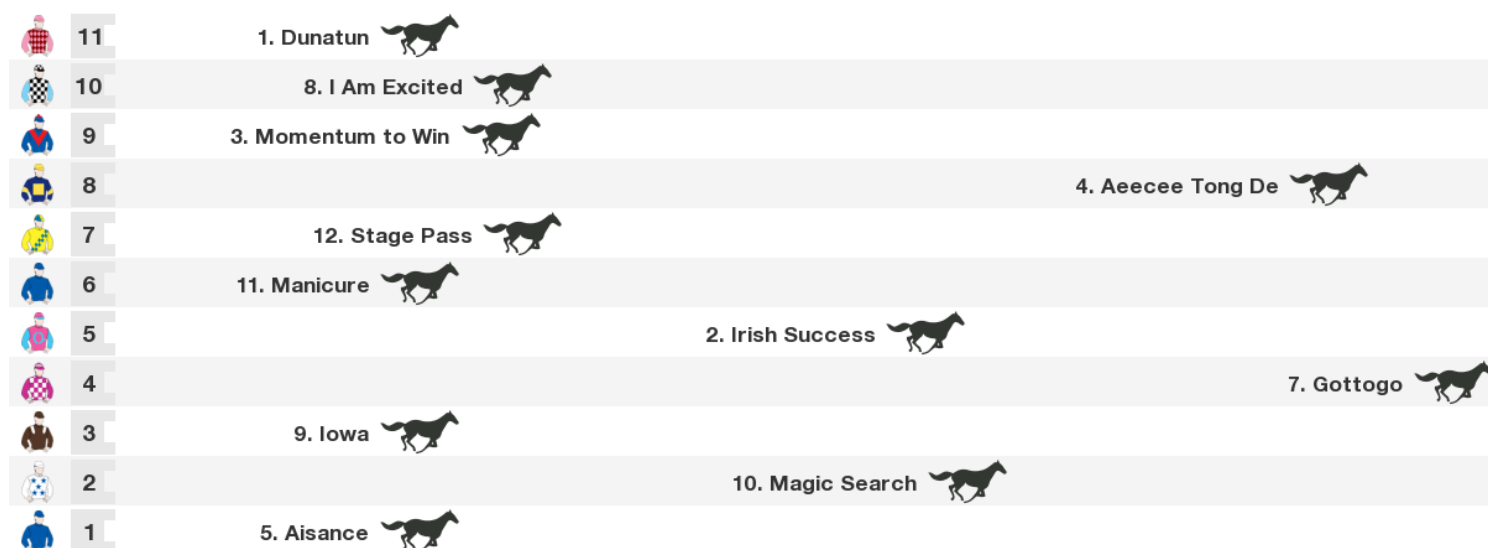 11 1. Dunatun
10 8. I Am Excited
9 3. Momentum to Win
8 4. Aeecee Tong De
7 12. Stage Pass
6 11. Manicure
5 2. Irish Success
4 7. Gottogo
3 9. Iowa
2 10. Magic Search
1 5. Aisance